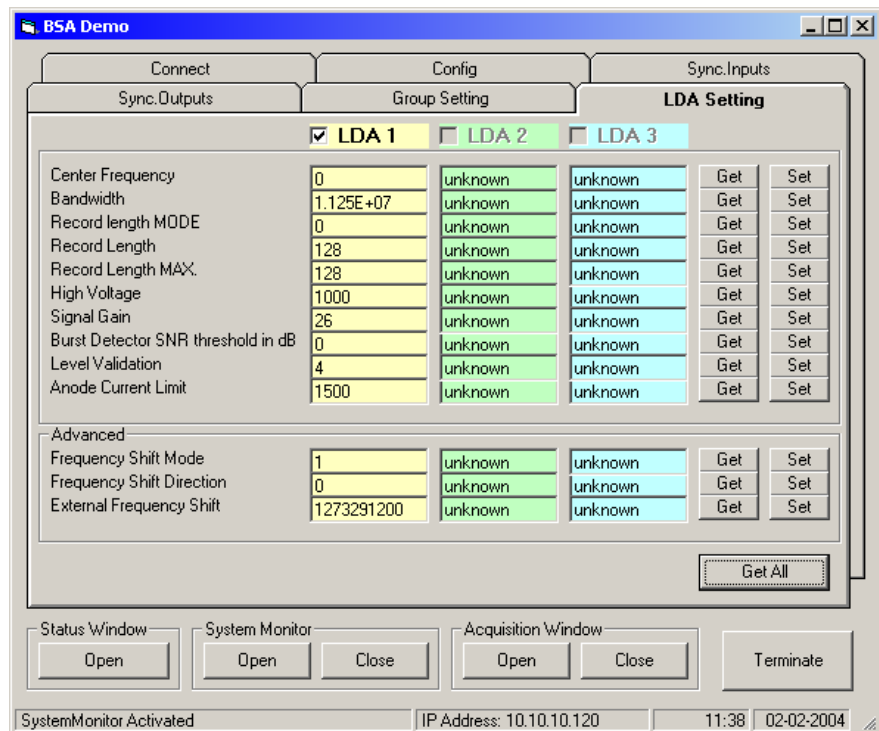 BSA Demo
Connect Config Sync.Inputs
Sync.Outputs Group Setting LDA Setting
LDA 1 LDA 2 LDA 3
Center Frequency 0 unknown unknown Get Set
Bandwidth 1.125E+07 unknown unknown Get Set
Record length MODE 0 unknown unknown Get Set
Record Length 128 unknown unknown Get Set
Record Length MAX. 128 unknown unknown Get Set
High Voltage 1000 unknown unknown Get Set
Signal Gain 26 unknown unknown Get Set
Burst Detector SNR threshold in dB 0 unknown unknown Get Set
Level Validation 4 unknown unknown Get Set
Anode Current Limit 1500 unknown unknown Get Set
Advanced
Frequency Shift Mode 1 unknown unknown Get Set
Frequency Shift Direction 0 unknown unknown Get Set
External Frequency Shift 1273291200 unknown unknown Get Set
Get All
Status Window System Monitor Acquisition Window
Open Open Close Open Close Terminate
SystemMonitor Activated IP Address: 10.10.10.120 11:38 02-02-2004